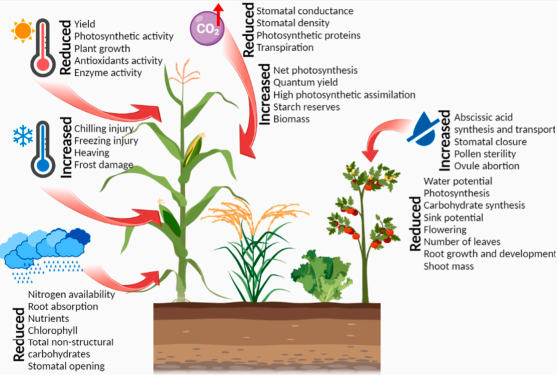 Reduced
Yield
Photosynthetic activity
Plant growth
Antioxidants activity
Enzyme activity
CO2
Reduced
Stomatal conductance
Stomatal density
Photosynthetic proteins
Transpiration
Increased
Net photosynthesis
Quantum yield
High photosynthetic assimilation
Starch reserves
Biomass
Increased
Chilling injury
Freezing injury
Heaving
Frost damage
Increased
Abscissic acid
synthesis and transport
Stomatal closure
Pollen sterility
Ovule abortion
Reduced
Water potential
Photosynthesis
Carbohydrate synthesis
Sink potential
Flowering
Number of leaves
Root growth and development
Shoot mass
Reduced
Nitrogen availability
Root absorption
Nutrients
Chlorophyll
Total non-structural
carbohydrates
Stomatal opening